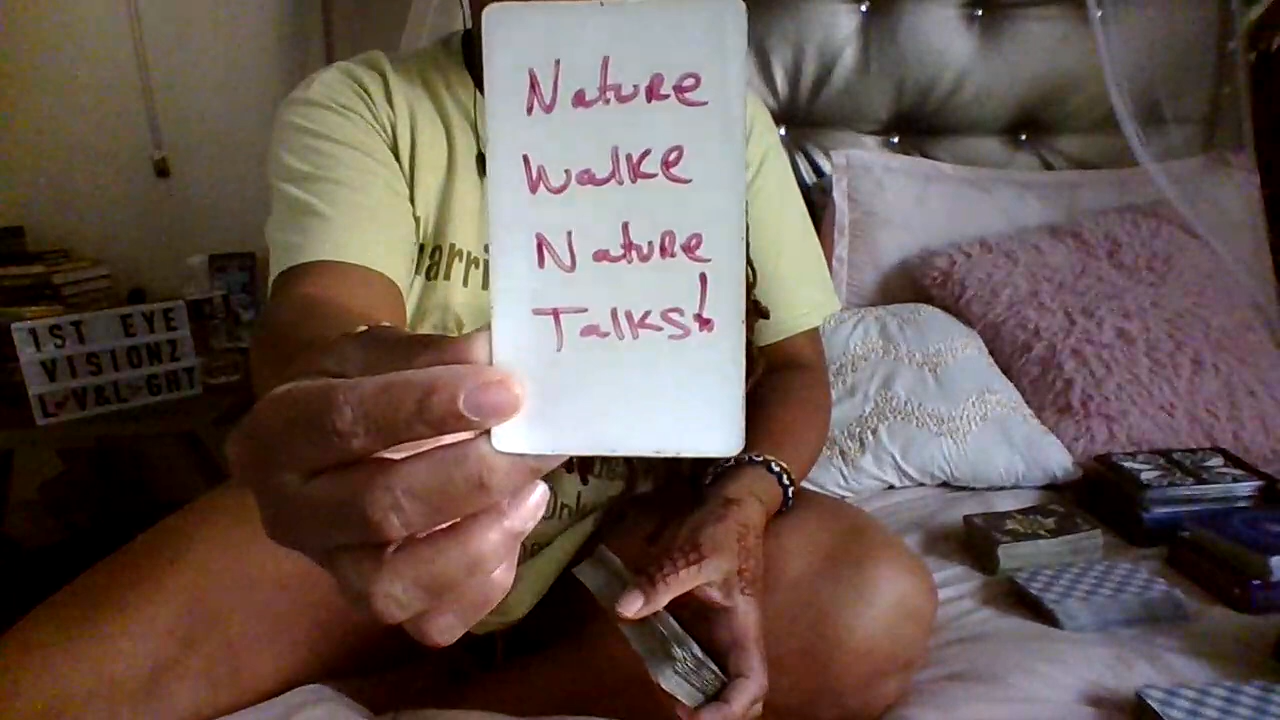 Nature
Walke
Nature
Talks!
1ST EYE
VISIONZ
L V&L GHT